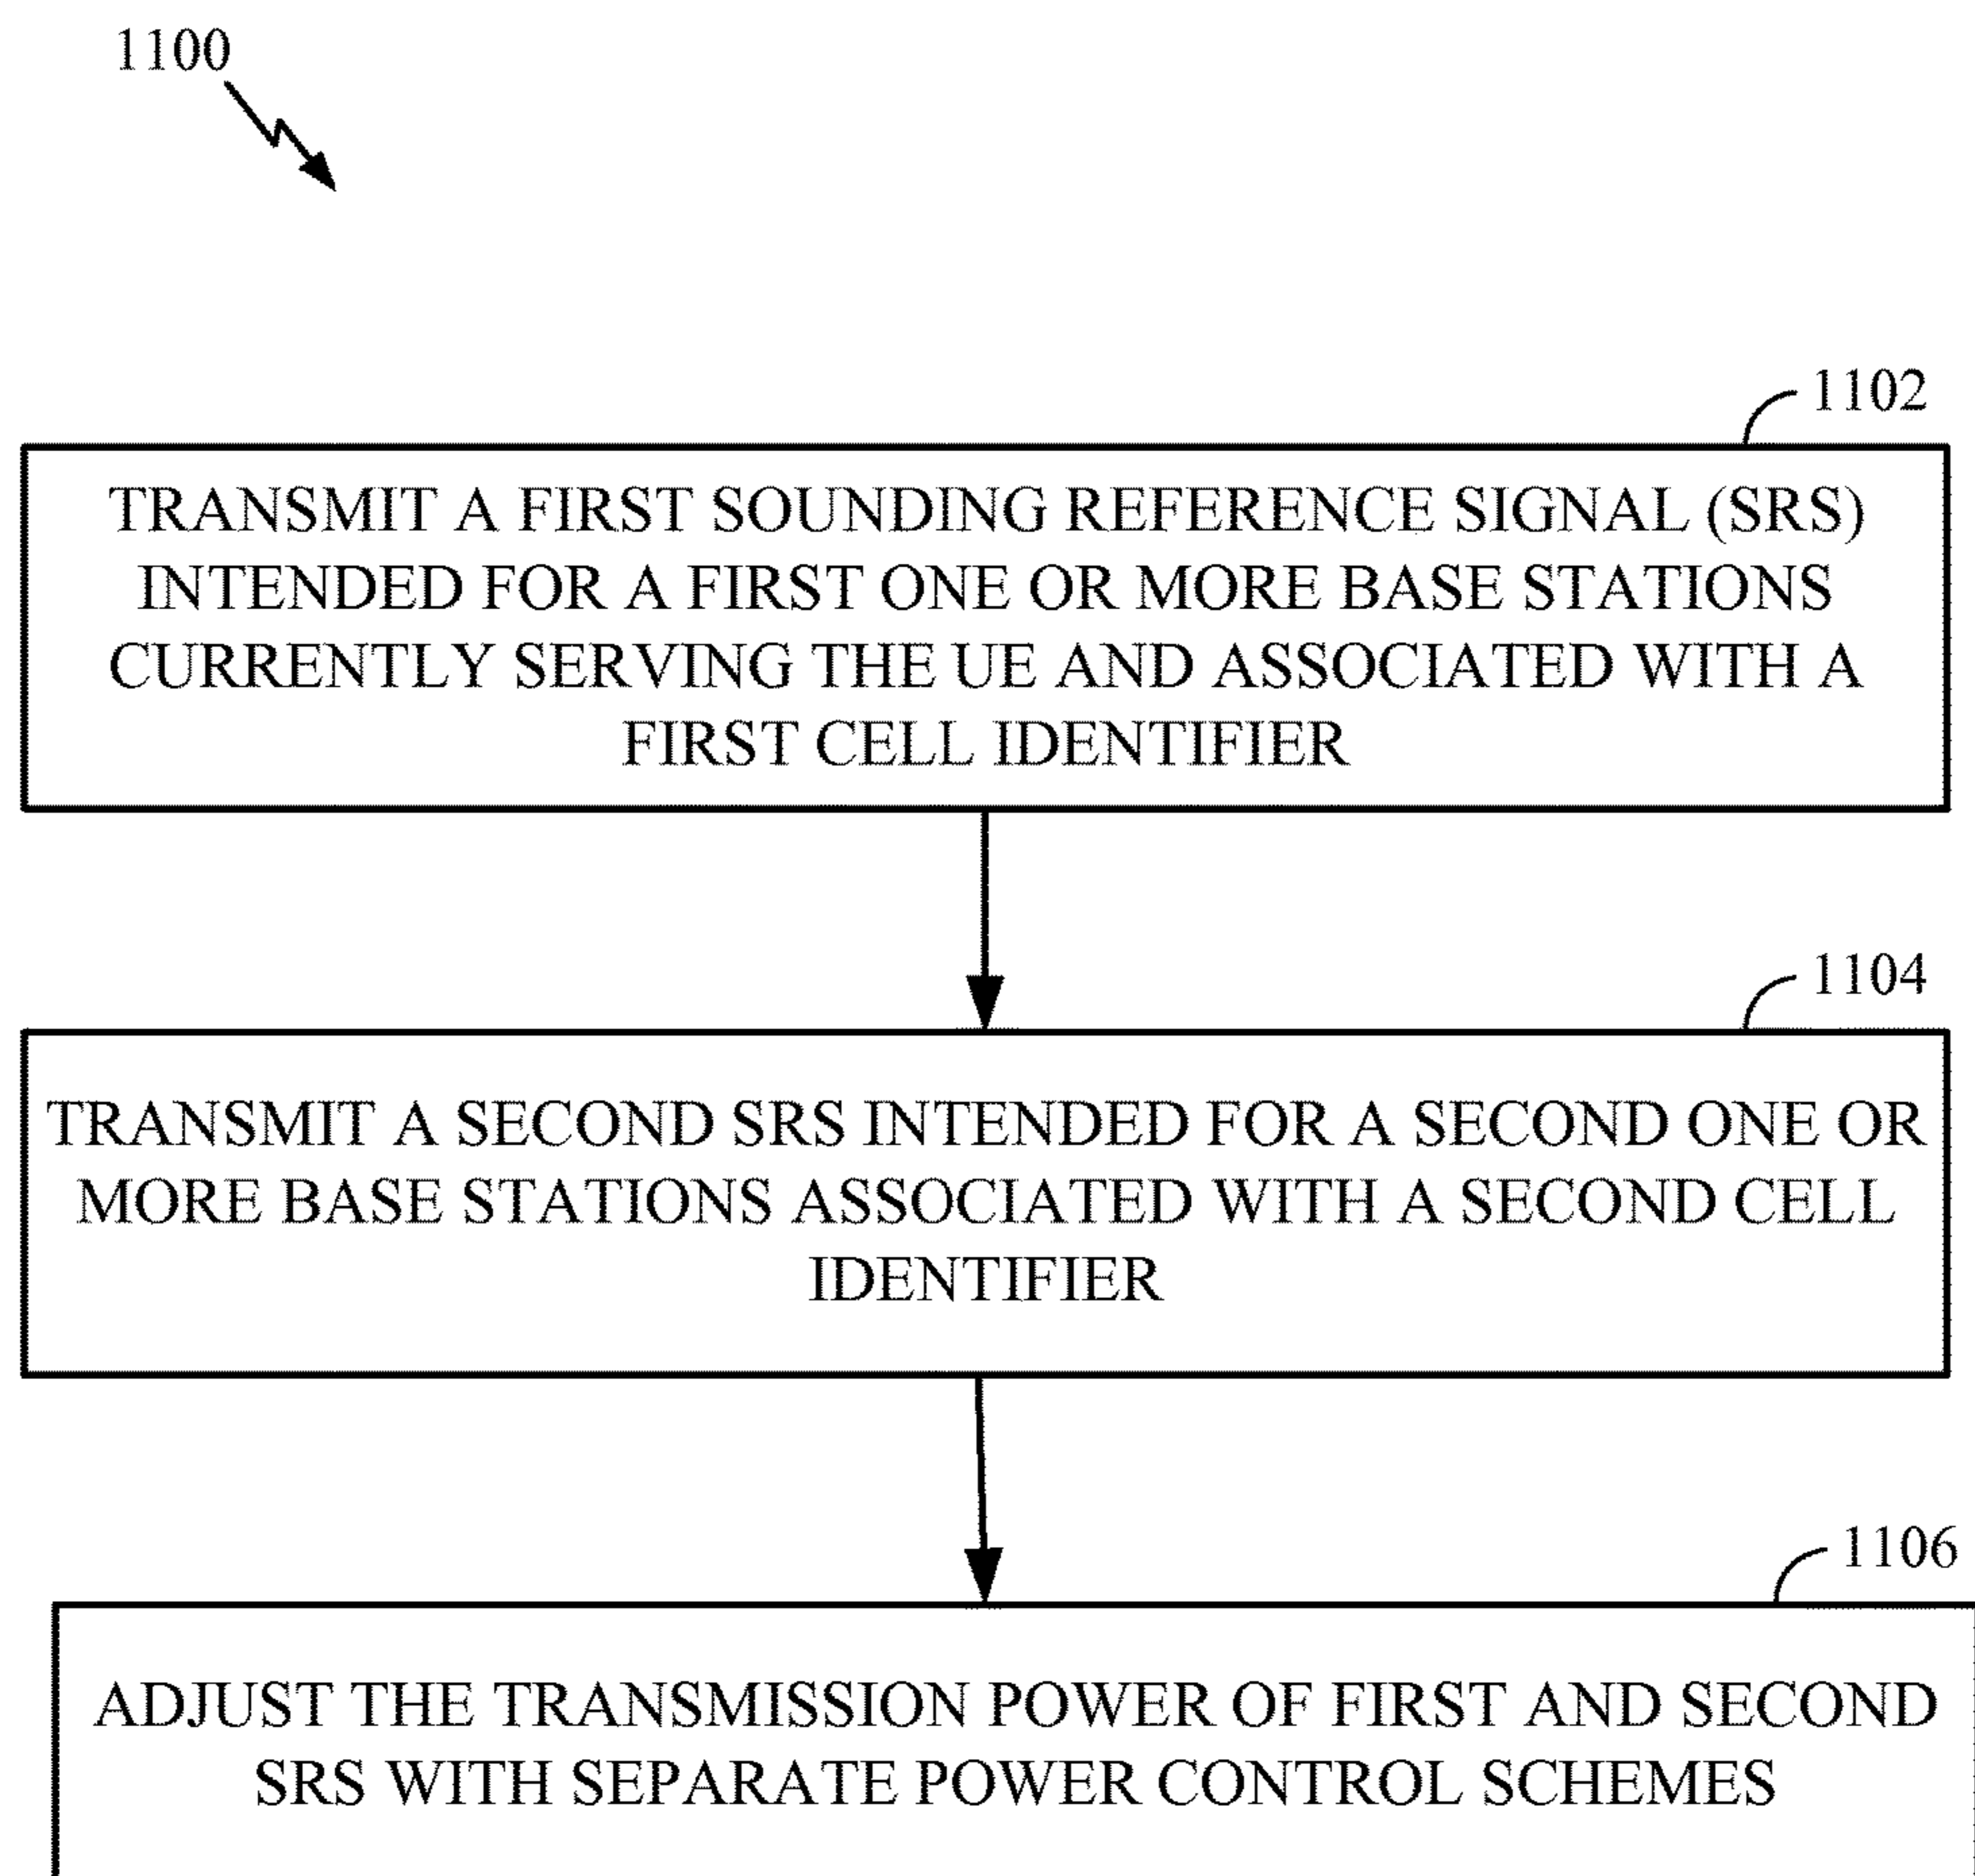 1100
1102
TRANSMIT A FIRST SOUNDING REFERENCE SIGNAL (SRS)
INTENDED FOR A FIRST ONE OR MORE BASE STATIONS
CURRENTLY SERVING THE UE AND ASSOCIATED WITH A
FIRST CELL IDENTIFIER
1104
TRANSMIT A SECOND SRS INTENDED FOR A SECOND ONE OR
MORE BASE STATIONS ASSOCIATED WITH A SECOND CELL
IDENTIFIER
1106
ADJUST THE TRANSMISSION POWER OF FIRST AND SECOND
SRS WITH SEPARATE POWER CONTROL SCHEMES